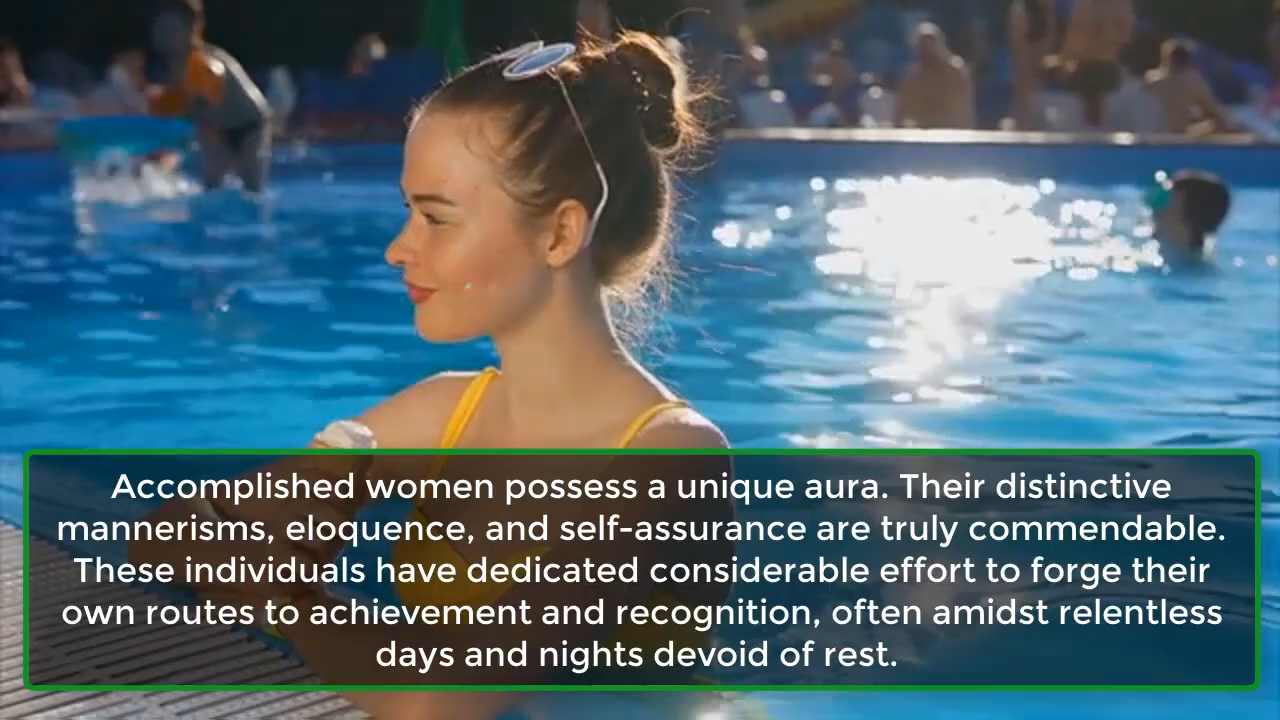 Accomplished women possess a unique aura. Their distinctive
mannerisms, eloquence, and self-assurance are truly commendable.
These individuals have dedicated considerable effort to forge their
own routes to achievement and recognition, often amidst relentless
days and nights devoid of rest.